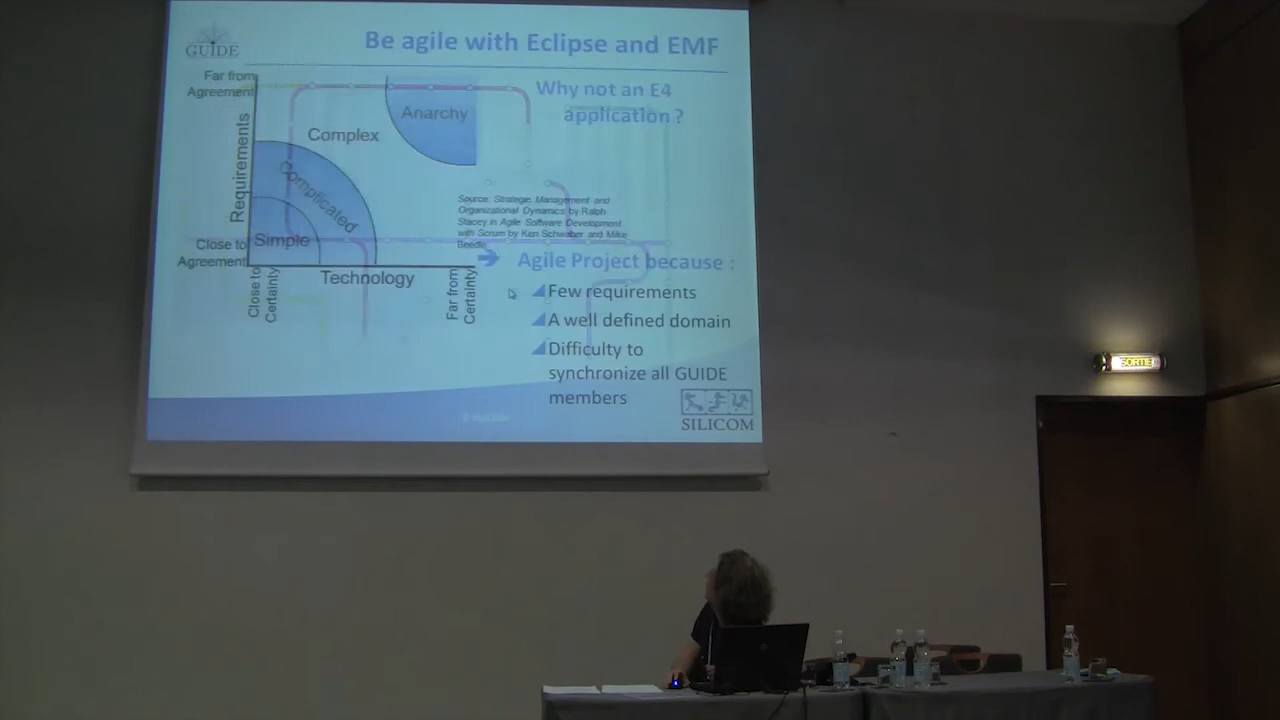 GUIDE
Be agile with Eclipse and EMF
Far from
Agreement
Requirements
Close to
Agreement
Anarchy
Complex
Complicated
Simple
Technology
Close to
Certainty
Far from
Certainty
Why not an E4
application ?
Source: Strategic Management and
Organizational Dynamics by Ralph
Stacey in Agile Software Development
with Scrum by Ken Schwaber and Mike
Beedle
Agile Project because :
Few requirements
A well defined domain
Difficulty to
synchronize all GUIDE
members
SILICOM
SORTIE